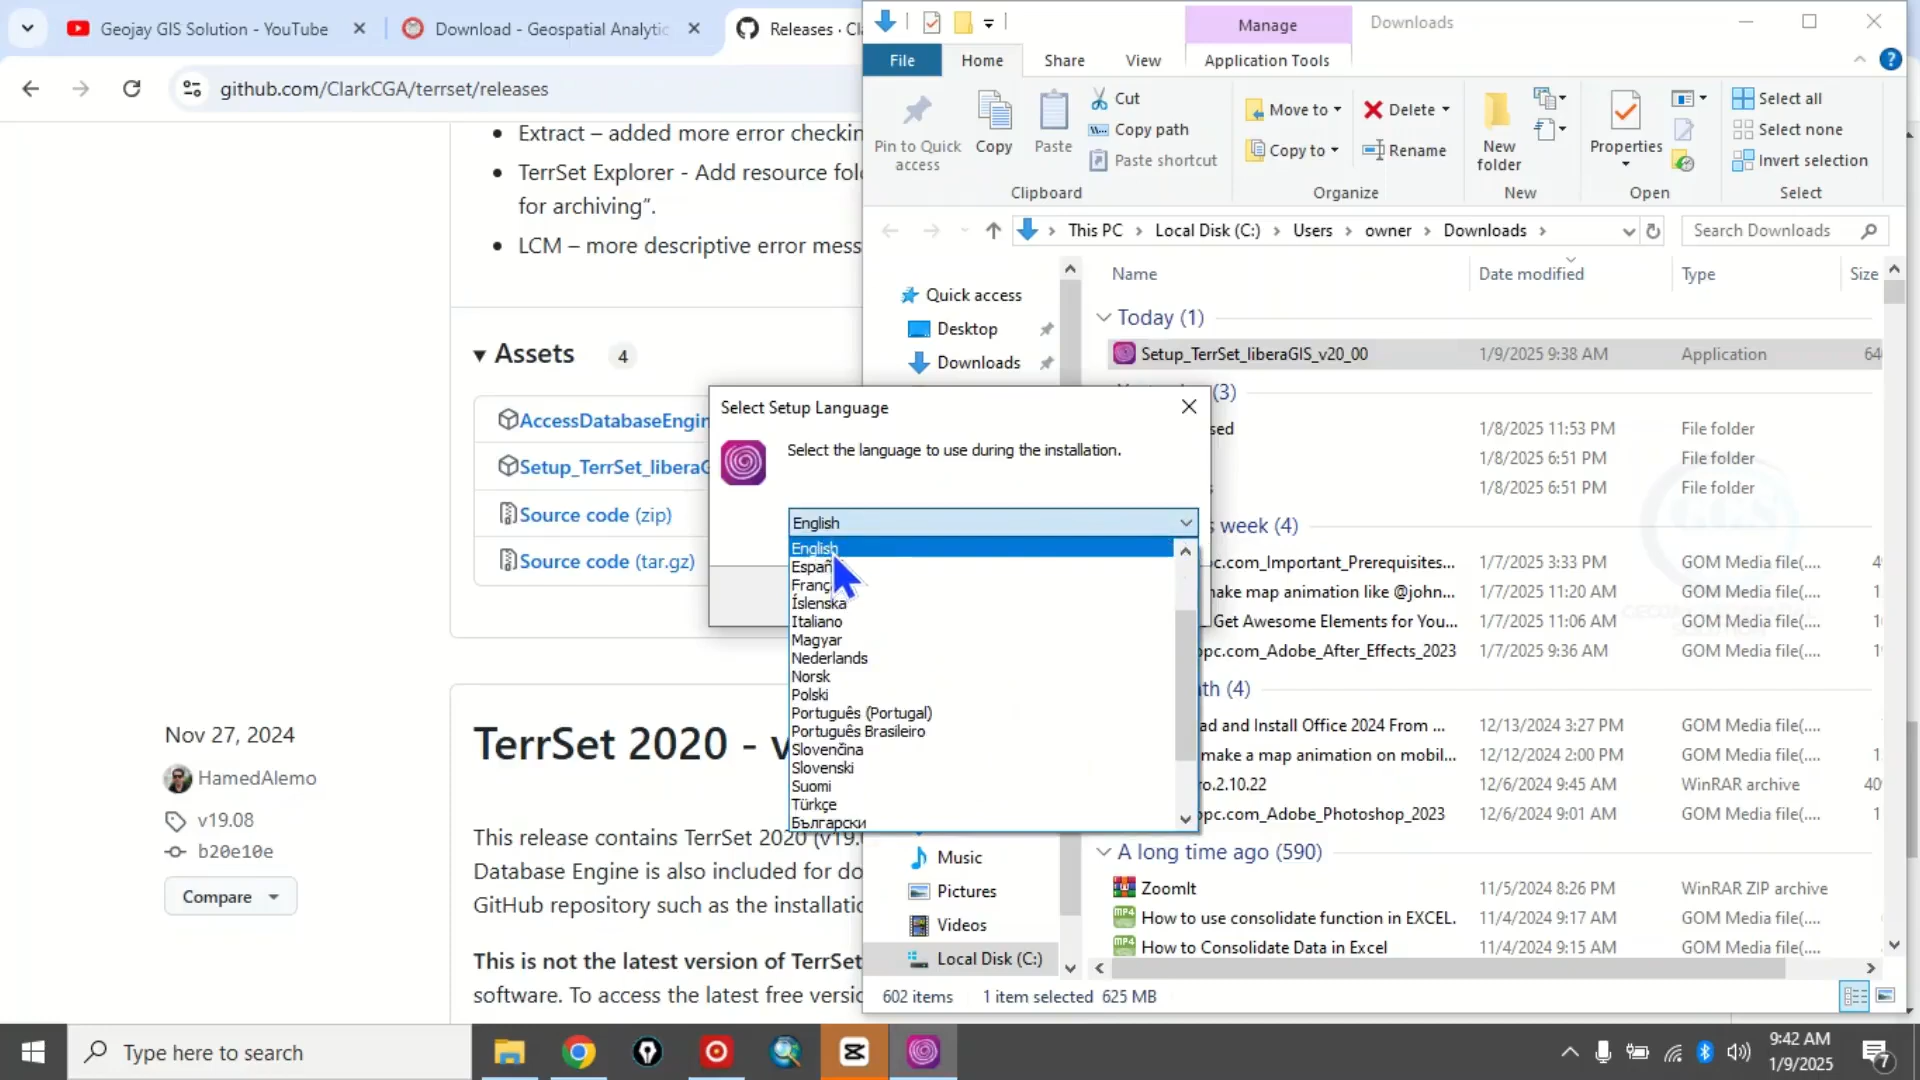 Geojay GIS Solution - YouTube
Download - Geospatial Analytic
Releases · Cl
github.com/ClarkCGA/terrset/releases
Extract – added more error checkin
TerrSet Explorer - Add resource fol
for archiving”.
LCM – more descriptive error mess
Assets 4
AccessDatabaseEngin
Setup_TerrSet_liberaG
Source code (zip)
Source code (tar.gz)
Nov 27, 2024
HamedAlemo
v19.08
b20e10e
Compare
TerrSet 2020 - v
This release contains TerrSet 2020 (v19.
Database Engine is also included for do
GitHub repository such as the installatio
This is not the latest version of TerrSet
software. To access the latest free versio
Manage
Downloads
File
Home
Share
View
Application Tools
Pin to Quick
access
Copy
Paste
Cut
Copy path
Paste shortcut
Clipboard
Move to
Copy to
Delete
Rename
Organize
New
folder
New
Properties
Open
Select all
Select none
Invert selection
Select
This PC
Local Disk (C:)
Users
owner
Downloads
Search Downloads
Name
Date modified
Type
Size
Quick access
Desktop
Downloads
Music
Pictures
Videos
Local Disk (C:)
Today (1)
Setup_TerrSet_liberaGIS_v20_00 1/9/2025 9:38 AM Application 64
(3)
sed 1/8/2025 11:53 PM File folder
1/8/2025 6:51 PM File folder
s 1/8/2025 6:51 PM File folder
s week (4)
pc.com_Important_Prerequisites... 1/7/2025 3:33 PM GOM Media file(....
nake map animation like @john... 1/7/2025 11:20 AM GOM Media file(....
Get Awesome Elements for You... 1/7/2025 11:06 AM GOM Media file(....
opc.com_Adobe_After_Effects_2023 1/7/2025 9:36 AM GOM Media file(....
th (4)
ad and Install Office 2024 From ... 12/13/2024 3:27 PM GOM Media file(....
make a map animation on mobil... 12/12/2024 2:00 PM GOM Media file(....
ro.2.10.22 12/6/2024 9:45 AM WinRAR archive 40
opc.com_Adobe_Photoshop_2023 12/6/2024 9:01 AM GOM Media file(....
A long time ago (590)
ZoomIt 11/5/2024 8:26 PM WinRAR ZIP archive
How to use consolidate function in EXCEL. 11/4/2024 9:17 AM GOM Media file(....
How to Consolidate Data in Excel 11/4/2024 9:15 AM GOM Media file(....
602 items 1 item selected 625 MB
Select Setup Language
Select the language to use during the installation.
English
English
Españ
Franç
Íslenska
Italiano
Magyar
Nederlands
Norsk
Polski
Português (Portugal)
Português Brasileiro
Slovenčina
Slovenski
Suomi
Türkçe
Български
Type here to search
9:42 AM
1/9/2025
7
GGS